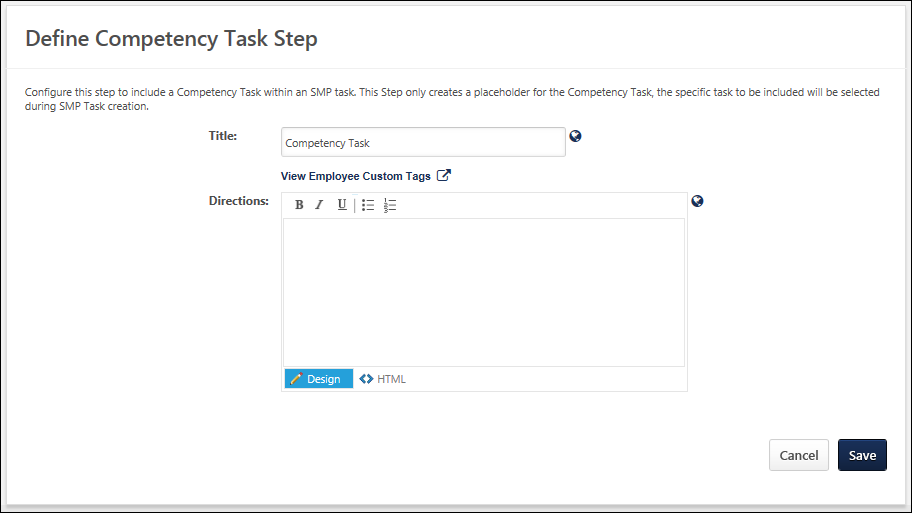 Define Competency Task Step
Configure this step to include a Competency Task within an SMP task. This Step only creates a placeholder for the Competency Task, the specific task to be included will be selected
during SMP Task creation.
Title:
Competency Task
View Employee Custom Tags
Directions:
B I U
Design HTML
Cancel Save